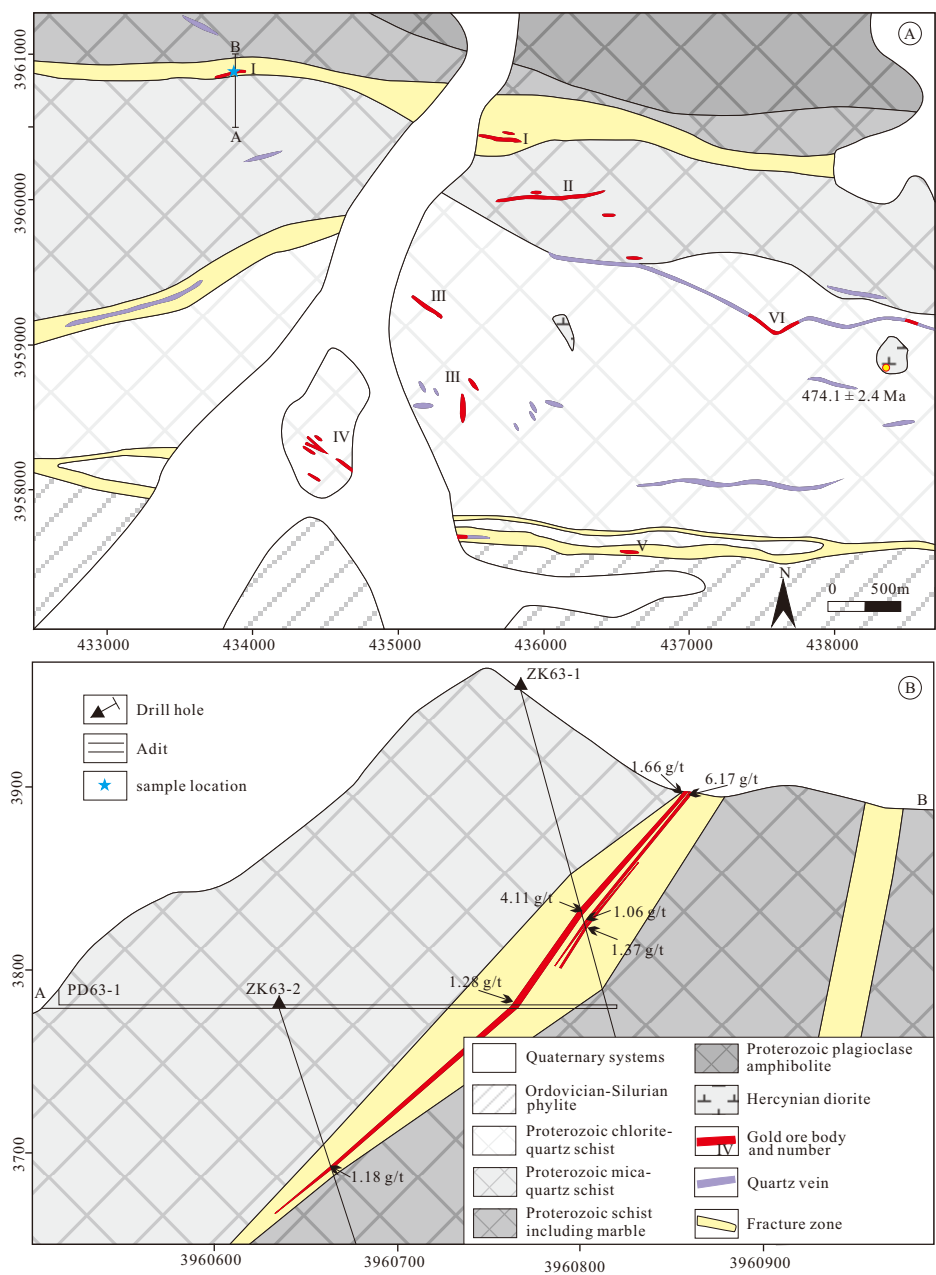 A
B
I
A
I
II
III
VI
III
474.1 ± 2.4 Ma
IV
V
N
0 500m
3961000
3960000
3959000
3958000
433000 434000 435000 436000 437000 438000
B
ZK63-1
Drill hole
Adit
sample location
1.66 g/t
6.17 g/t
B
4.11 g/t
1.06 g/t
1.37 g/t
1.28 g/t
A
PD63-1
ZK63-2
1.18 g/t
3900
3800
3700
Quaternary systems
Ordovician-Silurian
phylite
Proterozoic chlorite-
quartz schist
Proterozoic mica-
quartz schist
Proterozoic schist
including marble
Proterozoic plagioclase
amphibolite
Hercynian diorite
IV
Gold ore body
and number
Quartz vein
Fracture zone
3960600 3960700 3960800 3960900